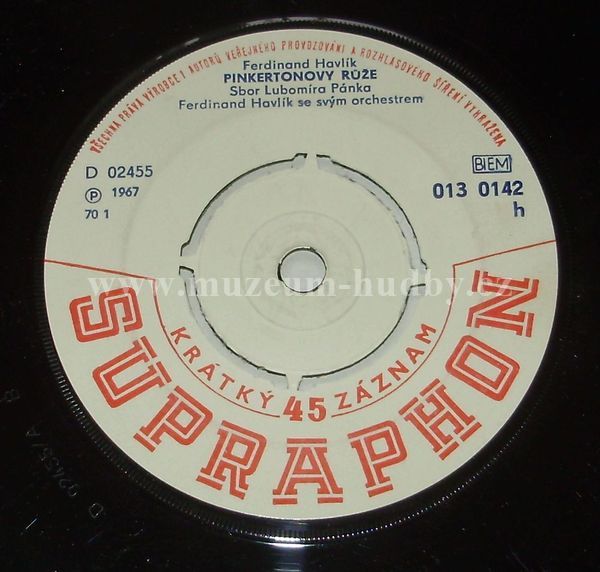 VŠECHNA PRÁVA VÝROBCE I AUTORŮ VEŘEJNÉHO PROVOZOVÁNÍ A ROZHLASOVÉHO ŠÍŘENÍ VYHRAZENA
Ferdinand Havlík
PINKERTONOVY RŮŽE
Sbor Lubomíra Pánka
Ferdinand Havlík se svým orchestrem
D 02455
Ⓟ 1967
70 1
BIEM
013 0142
h
www.muzeum-hudby.cz
KRÁTKÝ 45 ZÁZNAM
SUPRAPHON